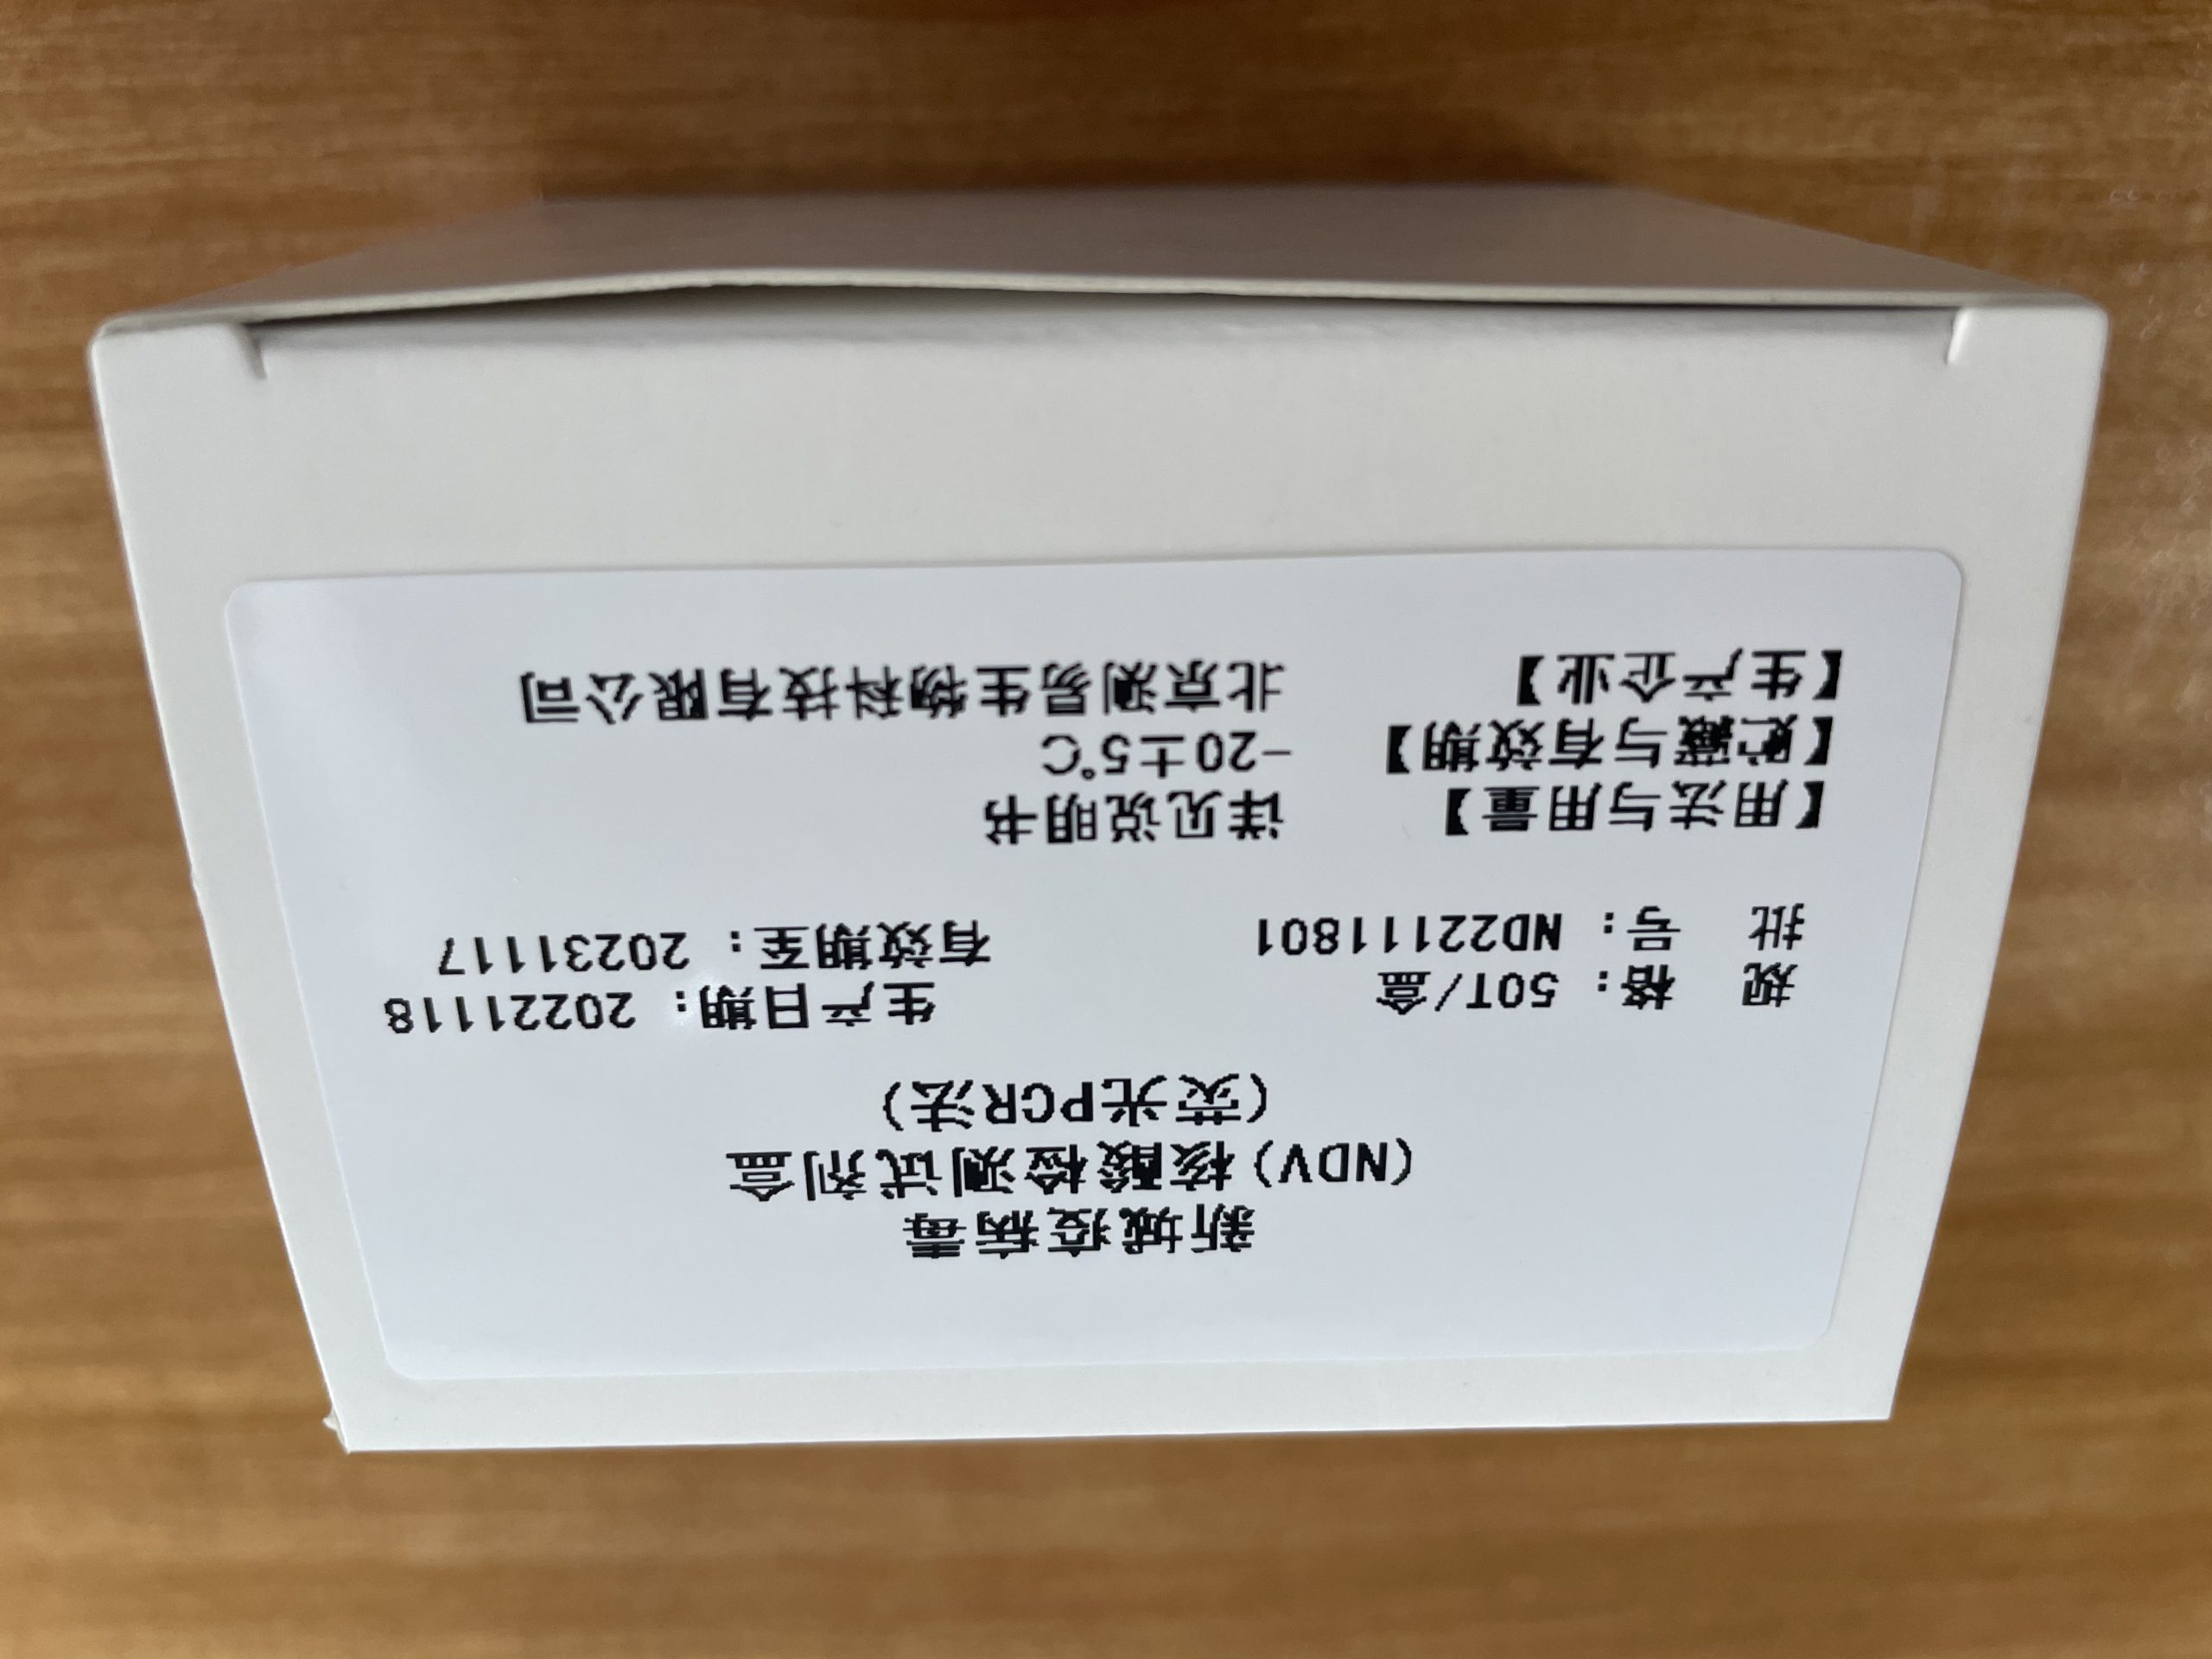 新城疫病毒
(NDV)核酸检测试剂盒
(荧光PCR法)
规 格：50T/盒 生产日期：20221118
批 号：ND22111801 有效期至：20231117
【用法与用量】 详见说明书
【贮藏与有效期】 -20±5℃
【生产企业】 北京测易生物科技有限公司